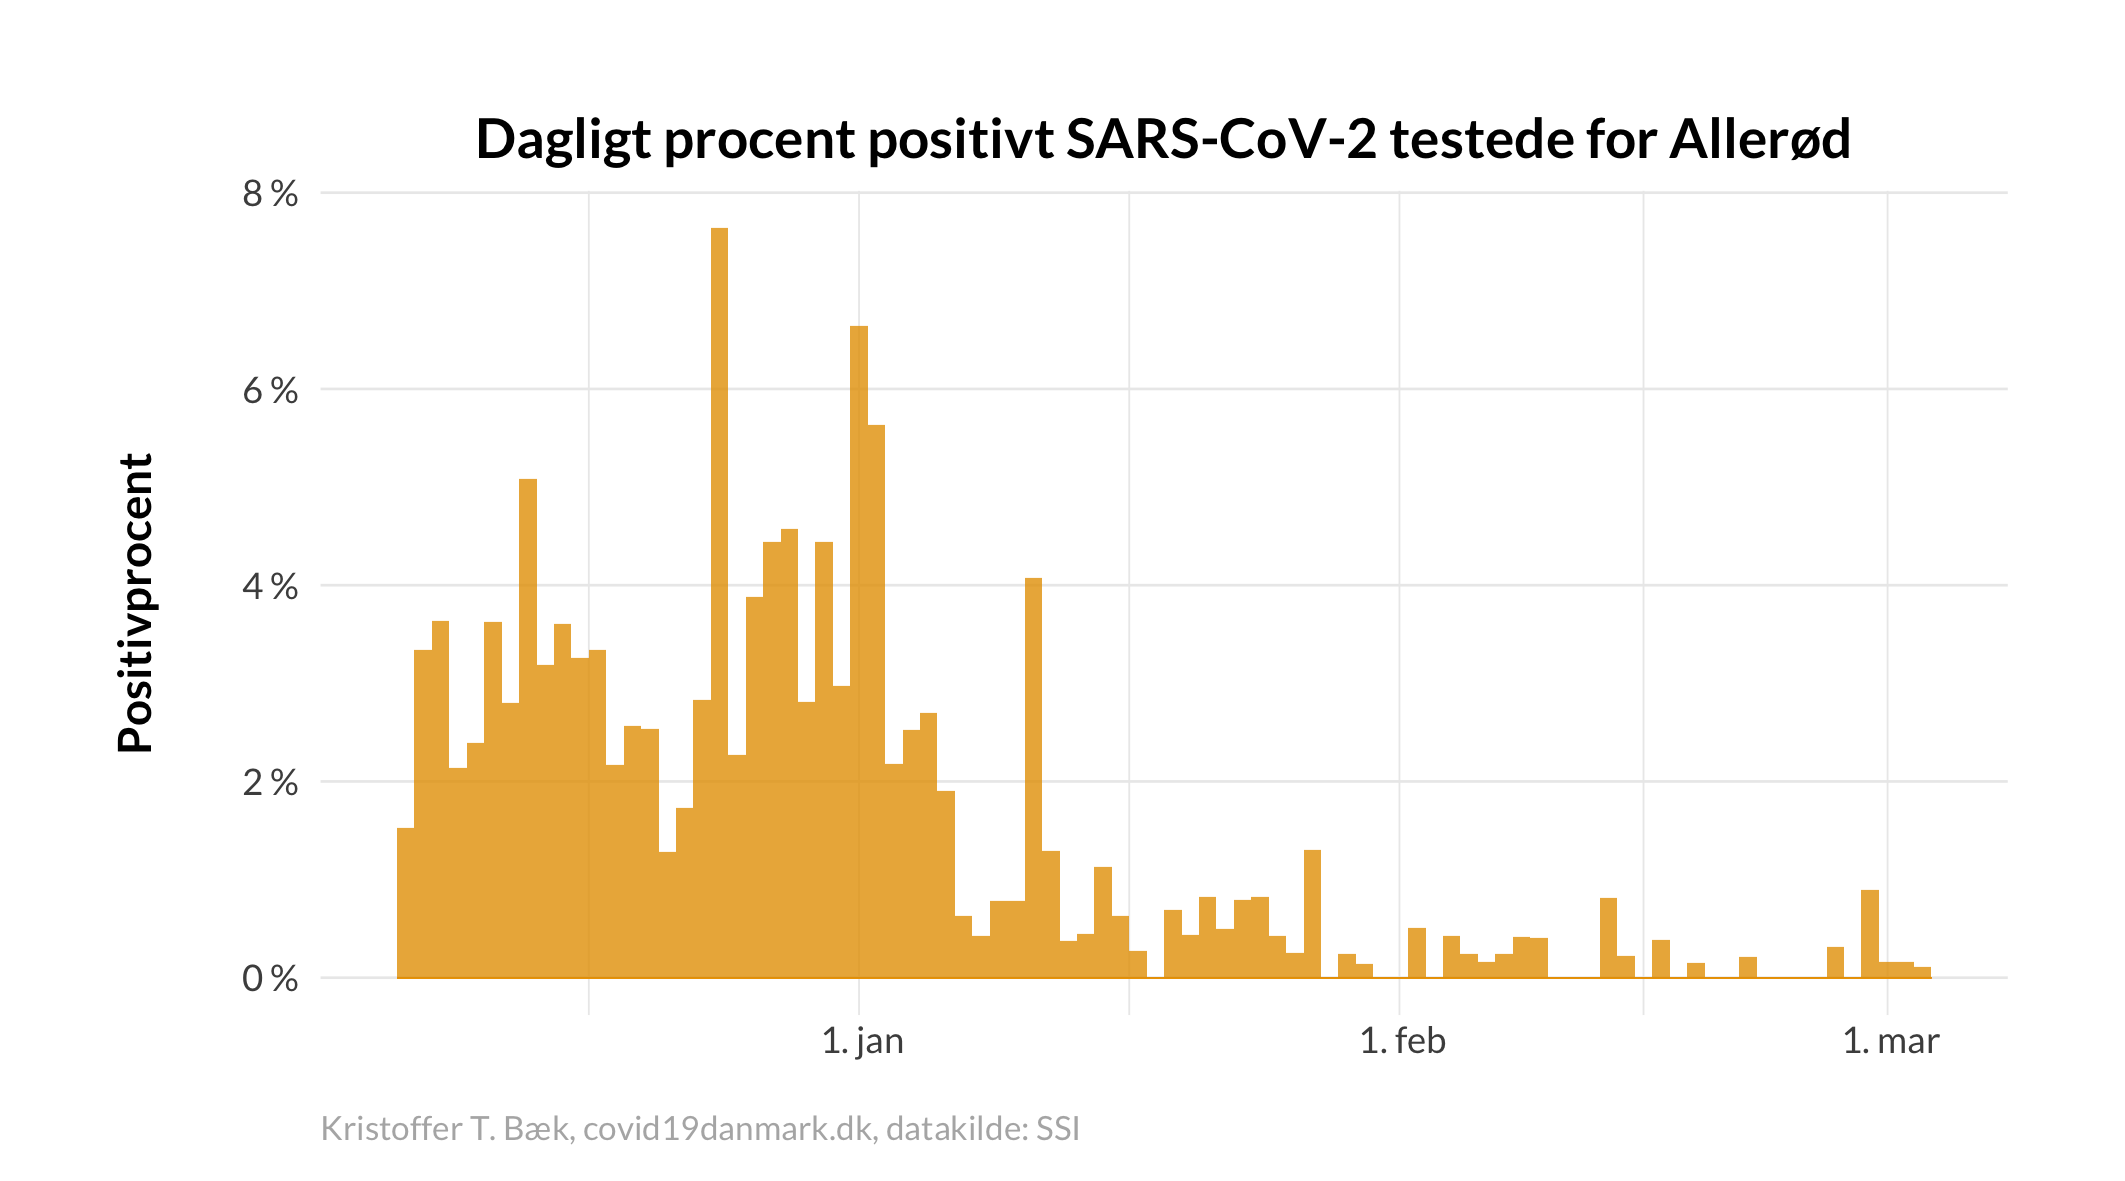 Dagligt procent positivt SARS-CoV-2 testede for Allerød
8 %
6 %
4 %
2 %
0 %
Positivprocent
1. jan
1. feb
1. mar
Kristoffer T. Bæk, covid19danmark.dk, datakilde: SSI